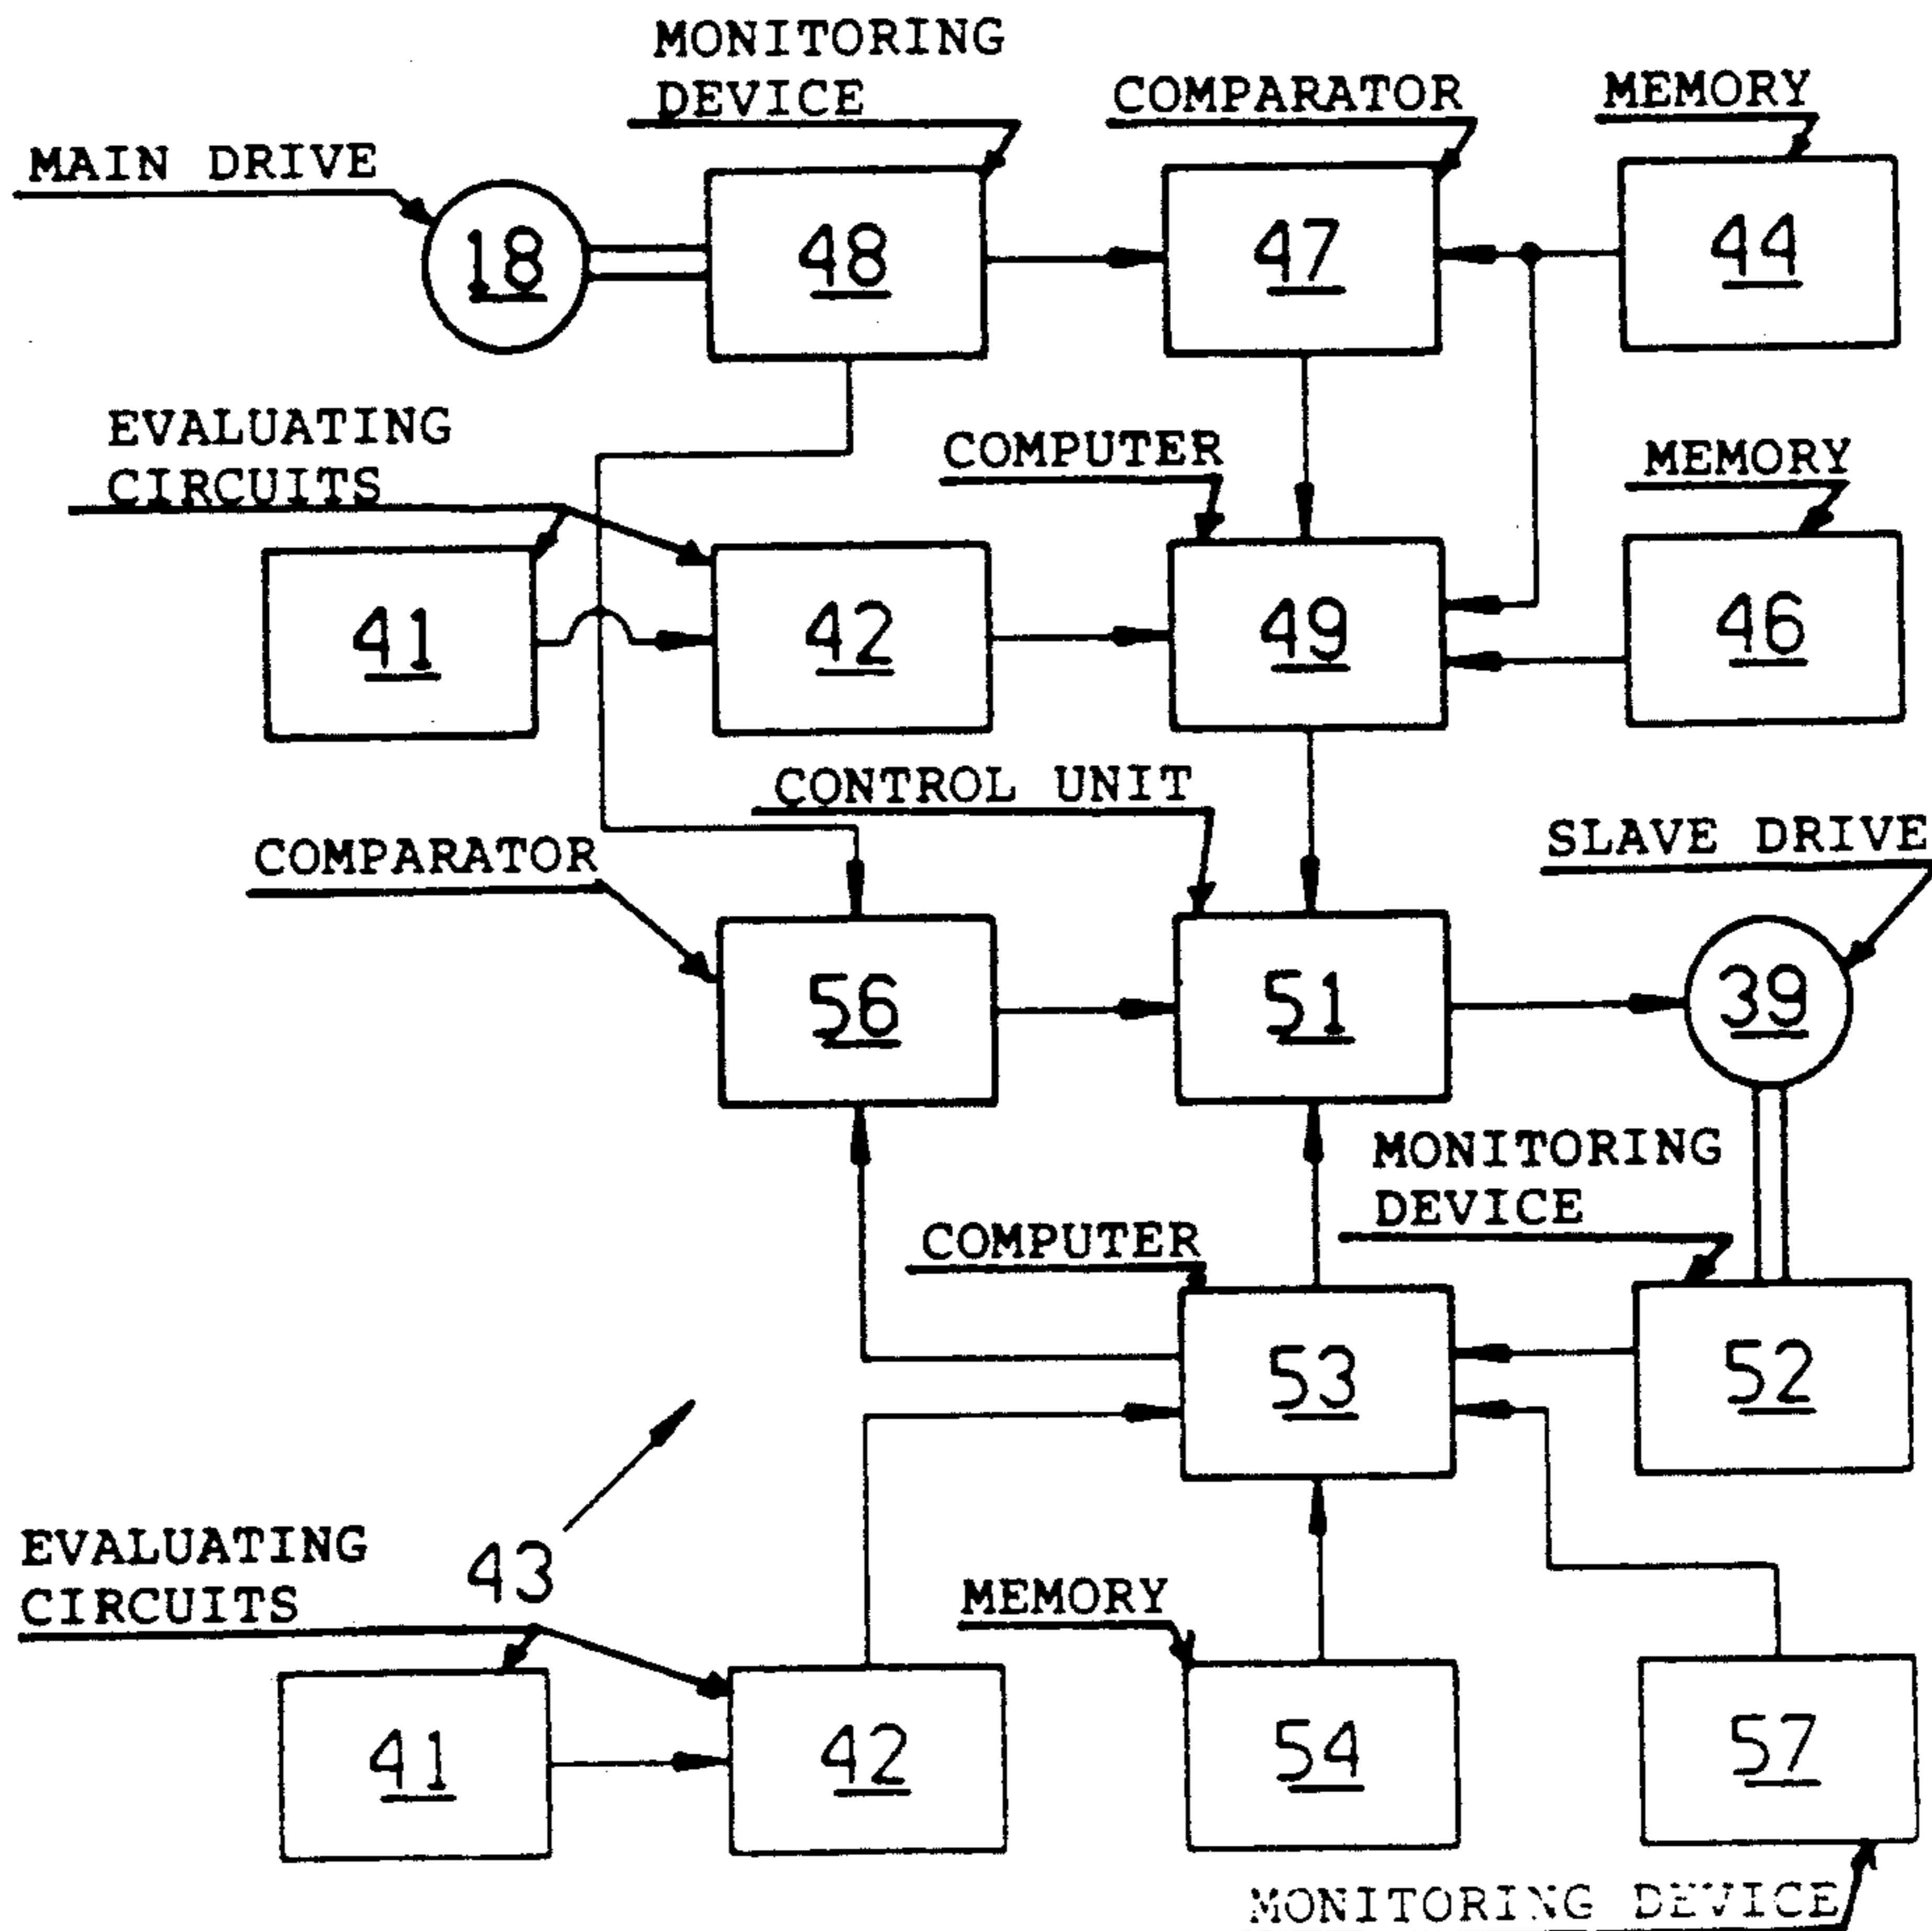 MONITORING
DEVICE
COMPARATOR
MEMORY
MAIN DRIVE
18
48
47
44
EVALUATING
CIRCUITS
COMPUTER
MEMORY
41
42
49
46
CONTROL UNIT
COMPARATOR
SLAVE DRIVE
56
51
39
MONITORING
DEVICE
COMPUTER
53
52
EVALUATING
CIRCUITS
43
MEMORY
41
42
54
57
MONITORING DEVICE